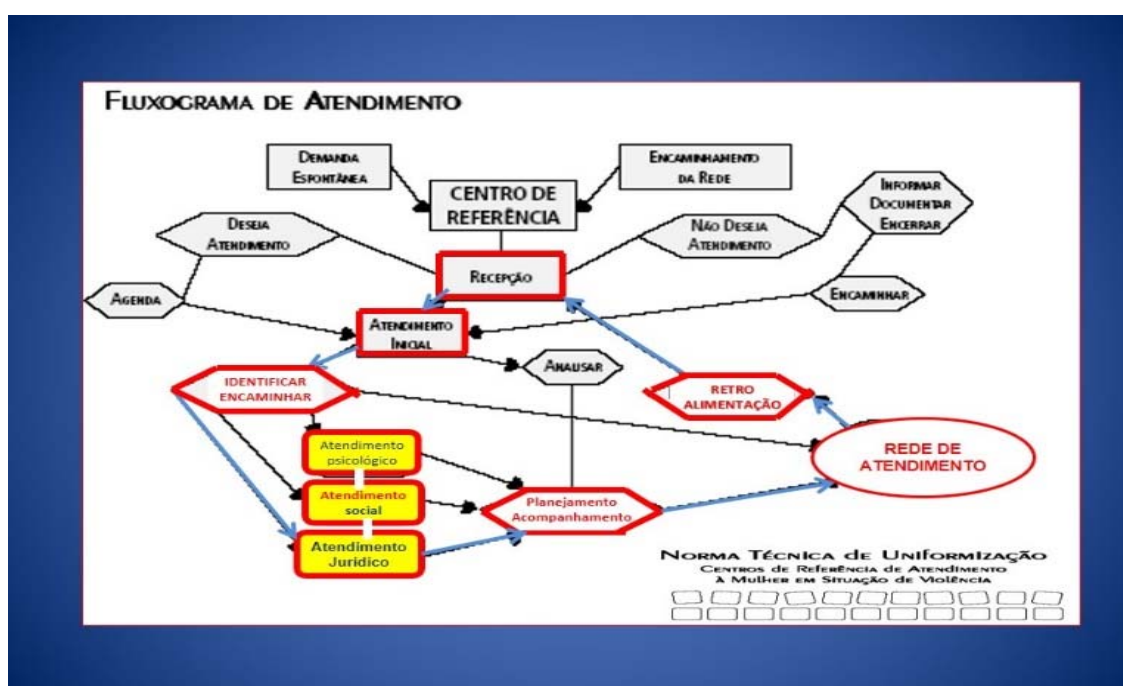 FLUXOGRAMA DE ATENDIMENTO
DEMANDA
ESPONTÂNEA
ENCAMINHAMENTO
DA REDE
CENTRO DE
REFERÊNCIA
INFORMAR
DOCUMENTAR
ENCERRAR
DESEJA
ATENDIMENTO
NÃO DESEJA
ATENDIMENTO
RECEPÇÃO
AGENDA
ENCAMINHAR
ATENDIMENTO
INICIAL
ANALISAR
IDENTIFICAR
ENCAMINHAR
RETRO
ALIMENTAÇÃO
Atendimento
psicológico
REDE DE
ATENDIMENTO
Atendimento
social
Planejamento
Acompanhamento
Atendimento
Jurídico
NORMA TÉCNICA DE UNIFORMIZAÇÃO
CENTROS DE REFERÊNCIA DE ATENDIMENTO
À MULHER EM SITUAÇÃO DE VIOLÊNCIA